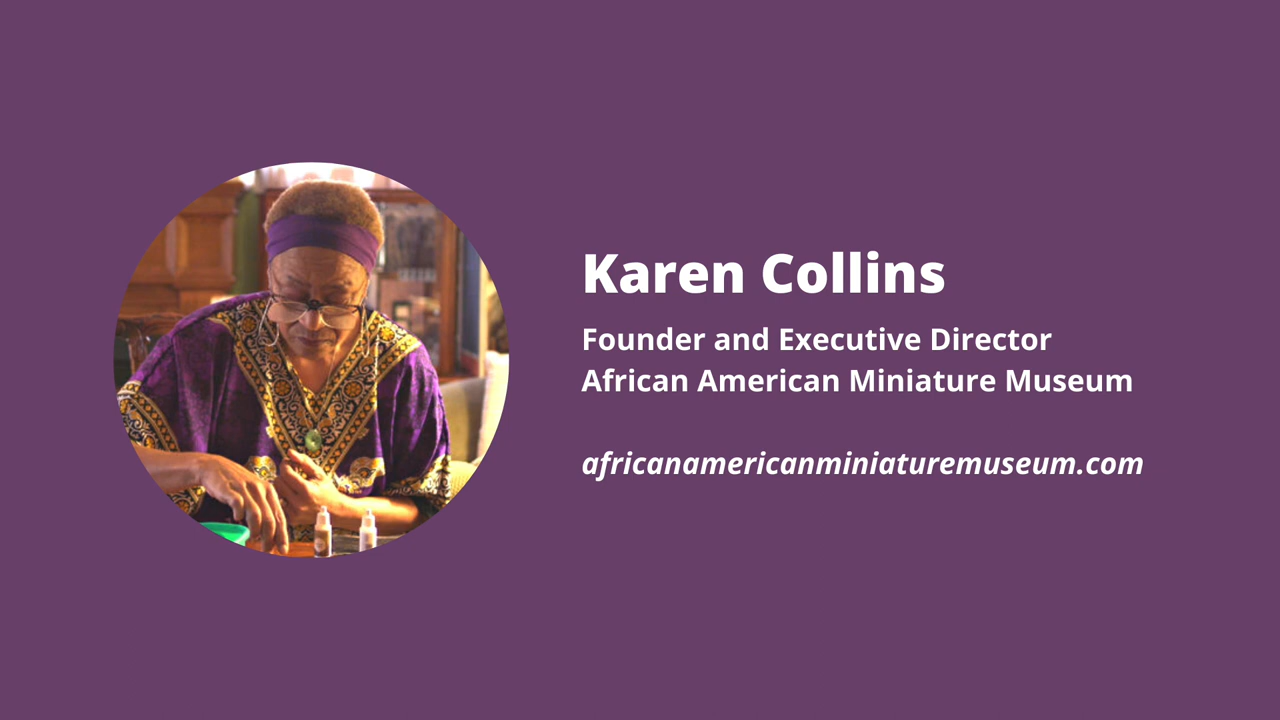 Karen Collins
Founder and Executive Director
African American Miniature Museum
africanamericanminiaturemuseum.com